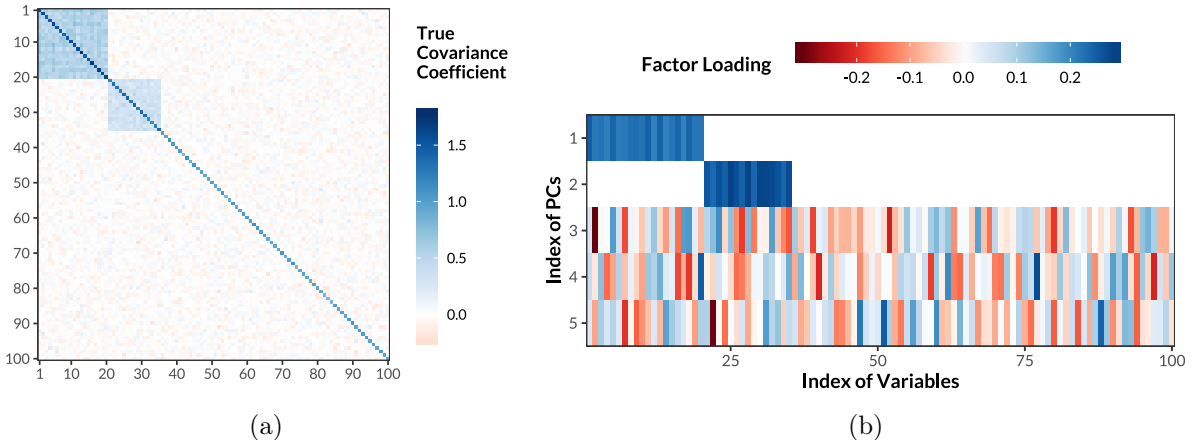 1
10
20
30
40
50
60
70
80
90
100
1 10 20 30 40 50 60 70 80 90 100
True
Covariance
Coefficient
1.5
1.0
0.5
0.0
(a)
Factor Loading
-0.2 -0.1 0.0 0.1 0.2
Index of PCs
1
2
3
4
5
25 50 75 100
Index of Variables
(b)